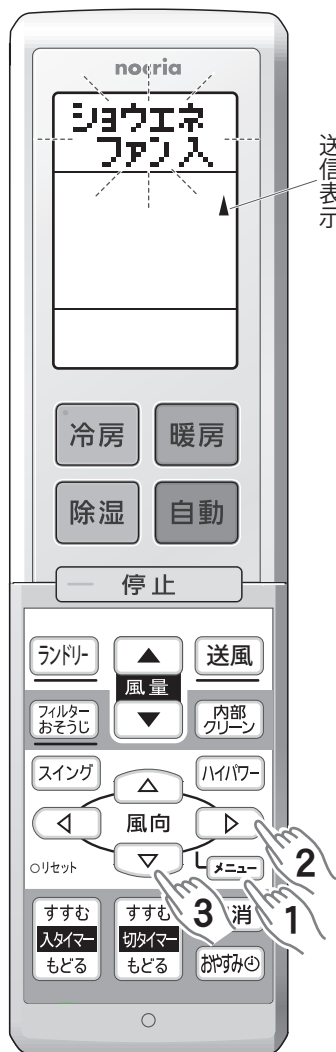 nocria
ショウエネ
ファン入
送信表示
冷房
暖房
除湿
自動
停止
ランドリー
▲
風量
▼
送風
フィルター
おそうじ
内部
クリーン
スイング
ハイパワー
風向
○リセット
メニュー
2
3
1
すすむ
入タイマー
もどる
すすむ
切タイマー
もどる
消
おやすみ